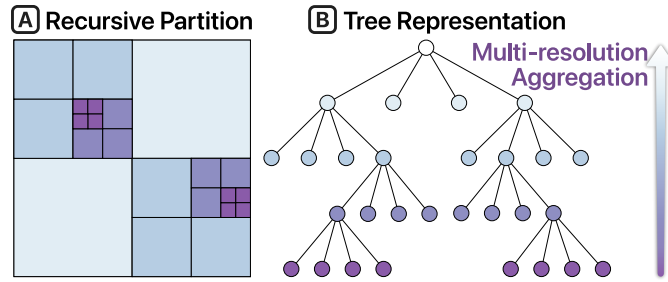 A Recursive Partition
B Tree Representation
Multi-resolution
Aggregation